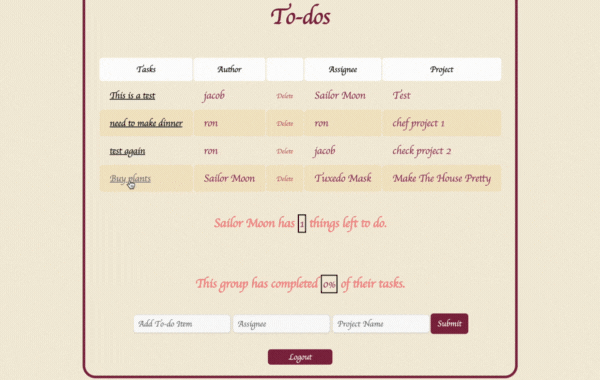 To-dos
Tasks Author Assignee Project
This is a test jacob Delete Sailor Moon Test
need to make dinner ron Delete ron chef project 1
test again ron Delete jacob check project 2
Buy plants Sailor Moon Delete Tuxedo Mask Make The House Pretty
Sailor Moon has 1 things left to do.
This group has completed 0% of their tasks.
Add To-do Item Assignee Project Name Submit
Logout